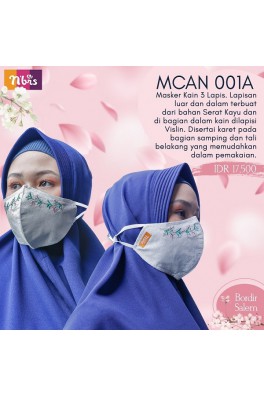 Nbrs
MCAN 001A
Masker Kain 3 Lapis. Lapisan
luar dan dalam terbuat
dari bahan Serat Kayu dan
di bagian dalam kain dilapisi
Vislin. Disertai karet pada
bagian samping dan tali
belakang yang memudahkan
dalam pemakaian.
IDR 17.500
Bordir
Salem